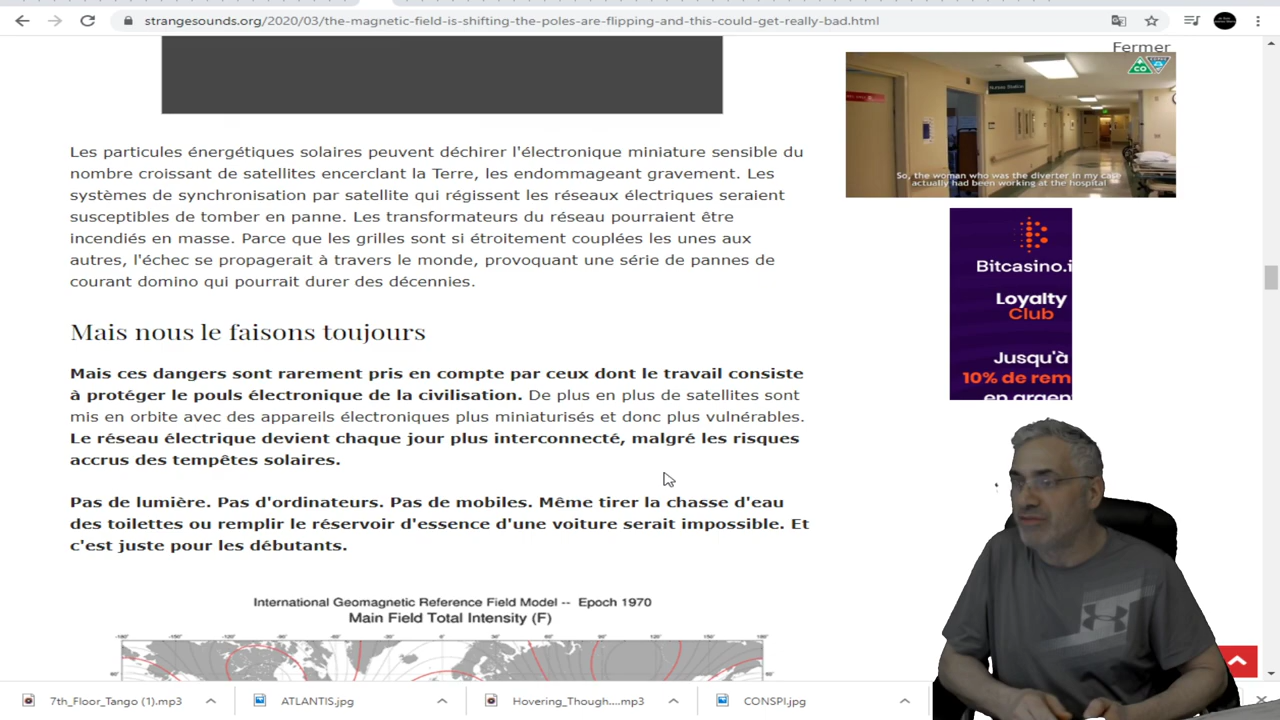 strangesounds.org/2020/03/the-magnetic-field-is-shifting-the-poles-are-flipping-and-this-could-get-really-bad.html
Fermer
So, the woman who was the diverter in my case
actually had been working at the hospital
Les particules énergétiques solaires peuvent déchirer l'électronique miniature sensible du
nombre croissant de satellites encerclant la Terre, les endommageant gravement. Les
systèmes de synchronisation par satellite qui régissent les réseaux électriques seraient
susceptibles de tomber en panne. Les transformateurs du réseau pourraient être
incendiés en masse. Parce que les grilles sont si étroitement couplées les unes aux
autres, l'échec se propagerait à travers le monde, provoquant une série de pannes de
courant domino qui pourrait durer des décennies.
Bitcasino.i
Loyalty
Club
Jusqu'à
10% de rem
en argen
Mais nous le faisons toujours
Mais ces dangers sont rarement pris en compte par ceux dont le travail consiste
à protéger le pouls électronique de la civilisation. De plus en plus de satellites sont
mis en orbite avec des appareils électroniques plus miniaturisés et donc plus vulnérables.
Le réseau électrique devient chaque jour plus interconnecté, malgré les risques
accrus des tempêtes solaires.
Pas de lumière. Pas d'ordinateurs. Pas de mobiles. Même tirer la chasse d'eau
des toilettes ou remplir le réservoir d'essence d'une voiture serait impossible. Et
c'est juste pour les débutants.
International Geomagnetic Reference Field Model -- Epoch 1970
Main Field Total Intensity (F)
7th_Floor_Tango (1).mp3
ATLANTIS.jpg
Hovering_Though....mp3
CONSPI.jpg